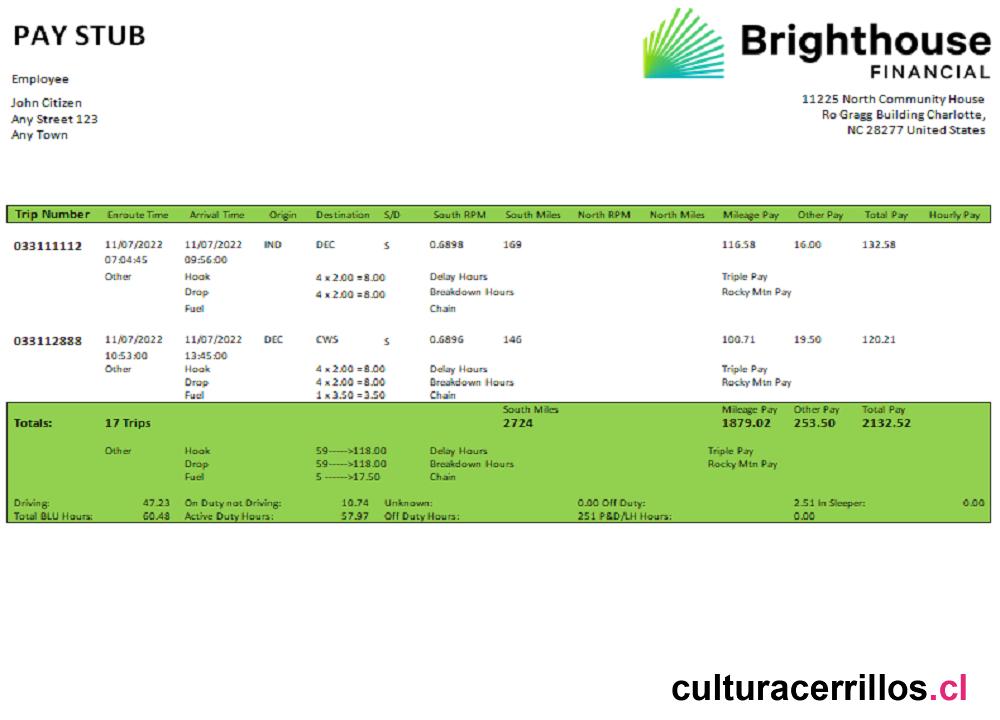 PAY STUB
Brighthouse
FINANCIAL
Employee
John Citizen
Any Street 123
Any Town
11225 North Community House
Ro Gragg Building Charlotte,
NC 28277 United States
Trip Number Enroute Time Arrival Time Origin Destination S/D South RPM South Miles North RPM North Miles Mileage Pay Other Pay Total Pay Hourly Pay
033111112 11/07/2022 11/07/2022 IND DEC S 0.6898 169 116.58 16.00 132.58
07:04:45 09:56:00
Other Hook 4 x 2.00 =8.00 Delay Hours Triple Pay
Drop 4 x 2.00 =8.00 Breakdown Hours Rocky Mtn Pay
Fuel Chain
033112888 11/07/2022 11/07/2022 DEC CWS S 0.6896 146 100.71 19.50 120.21
10:53:00 13:45:00
Other Hook 4 x 2.00 =8.00 Delay Hours Triple Pay
Drop 4 x 2.00 =8.00 Breakdown Hours Rocky Mtn Pay
Fuel 1 x 3.50 =3.50 Chain
South Miles Mileage Pay Other Pay Total Pay
Totals: 17 Trips 2724 1879.02 253.50 2132.52
Other Hook 59----->118.00 Delay Hours Triple Pay
Drop 59----->118.00 Breakdown Hours Rocky Mtn Pay
Fuel 5 ----->17.50 Chain
Driving: 47.23 On Duty not Driving: 10.74 Unknown: 0.00 Off Duty: 2.51 In Sleeper: 0.00
Total BLU Hours: 60.48 Active Duty Hours: 57.97 Off Duty Hours: 251 P&D/LH Hours: 0.00
culturacerrillos.cl